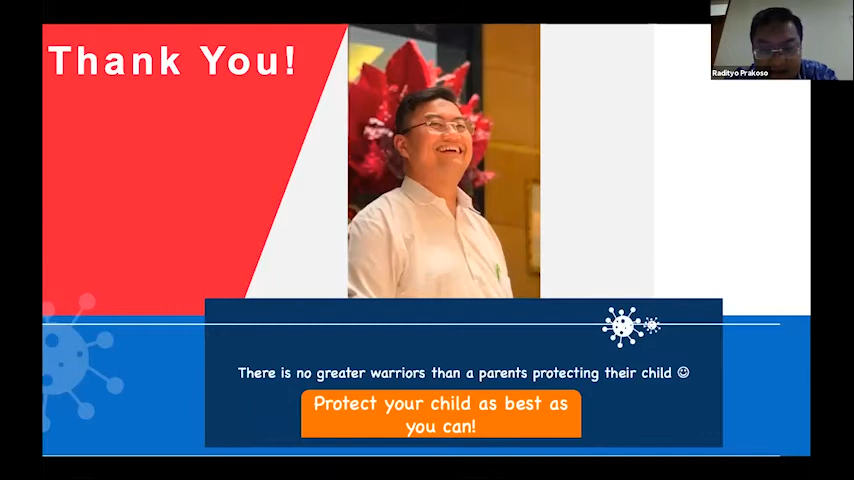 Thank You!
Radityo Prakoso
There is no greater warriors than a parents protecting their child ☺
Protect your child as best as
you can!